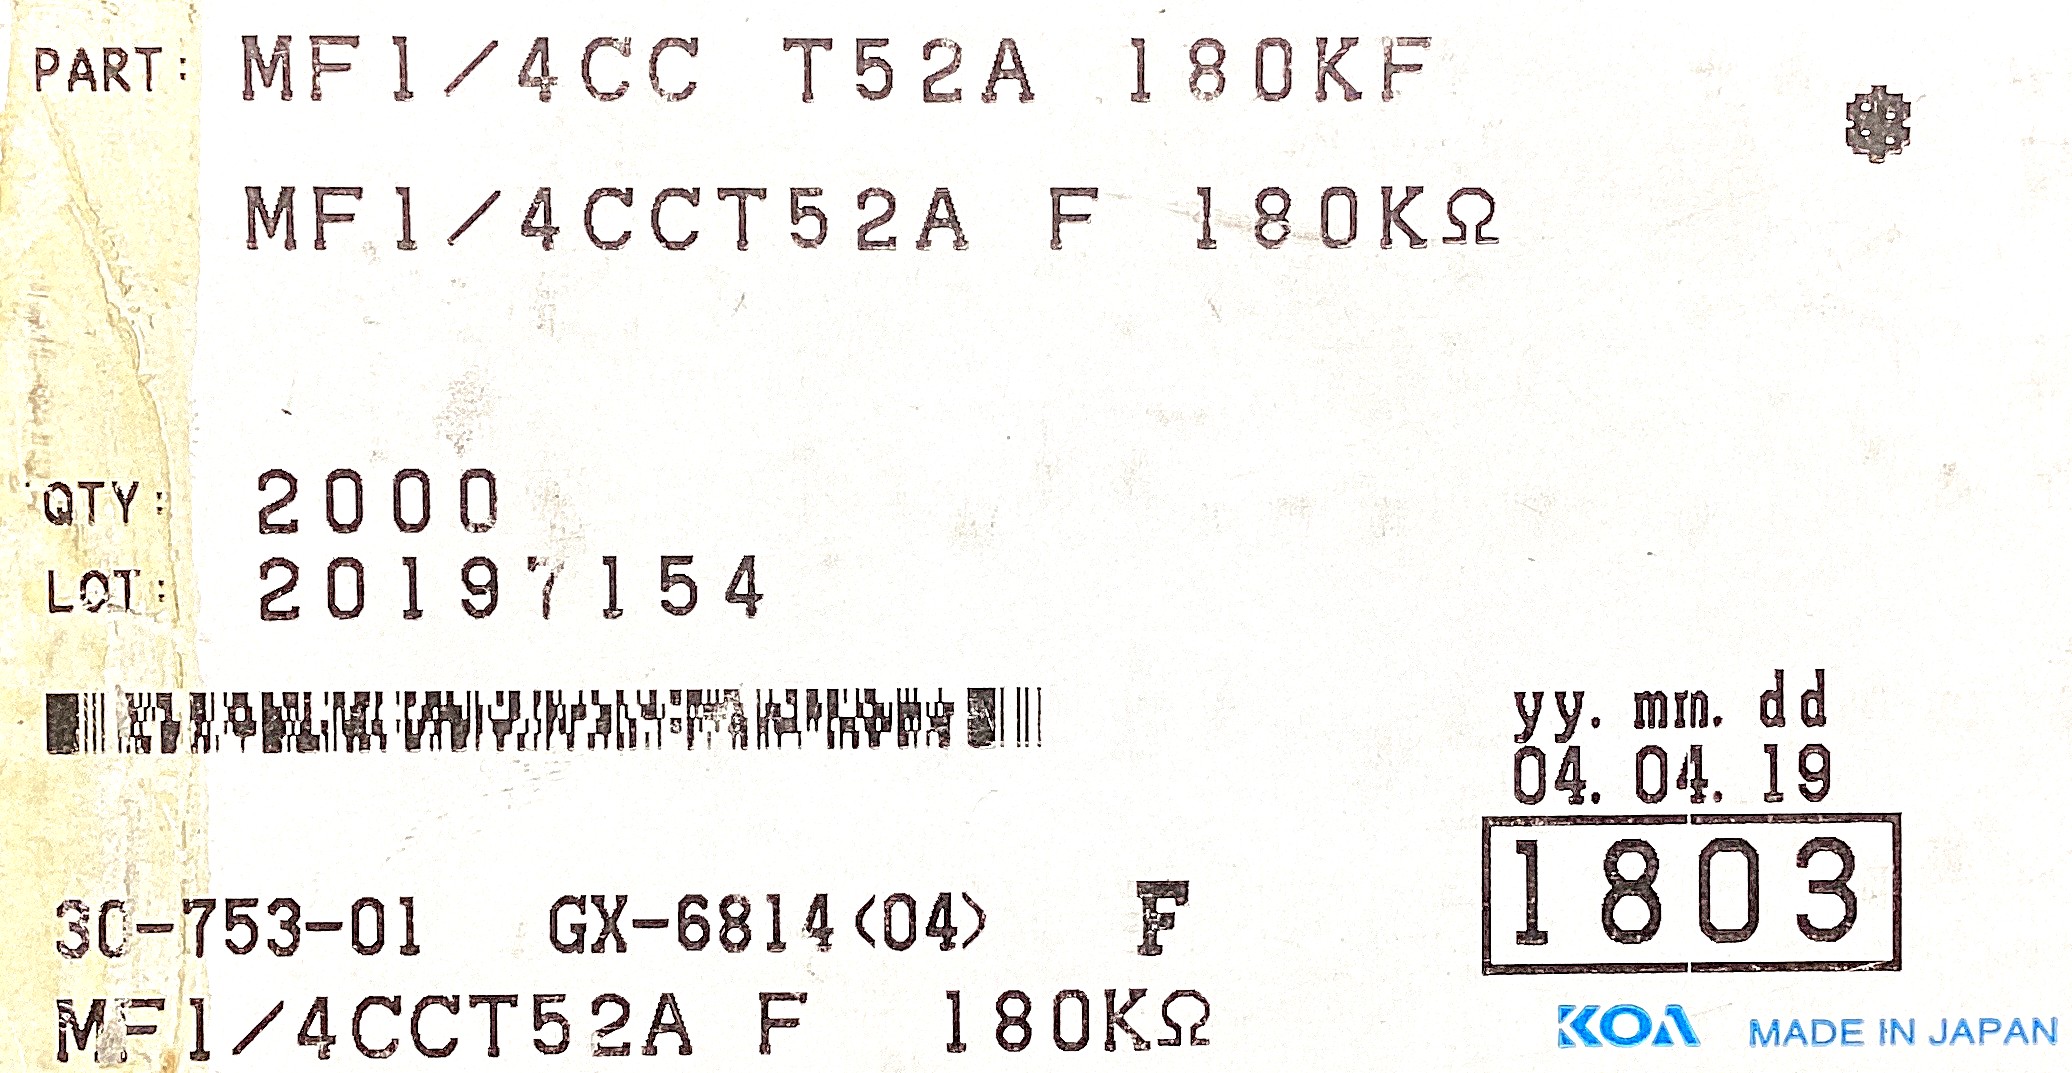 PART: MF1/4CC T52A 180KF
MF1/4CCT52A F 180KΩ
QTY: 2000
LOT: 20197154
yy. mm. dd
04. 04. 19
1803
30-753-01 GX-6814<04> F
MF1/4CCT52A F 180KΩ
KOA MADE IN JAPAN